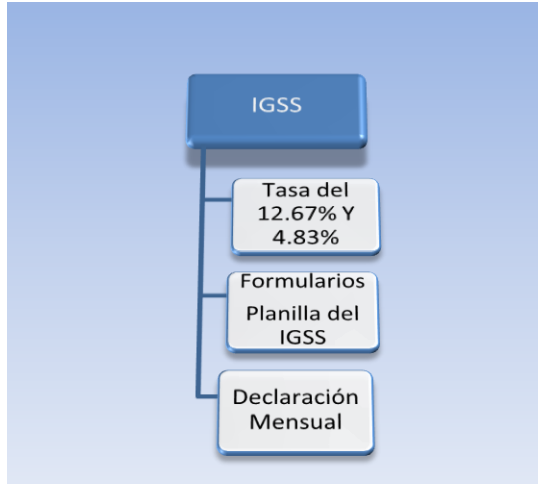 IGSS
Tasa del
12.67% Y
4.83%
Formularios
Planilla del
IGSS
Declaración
Mensual